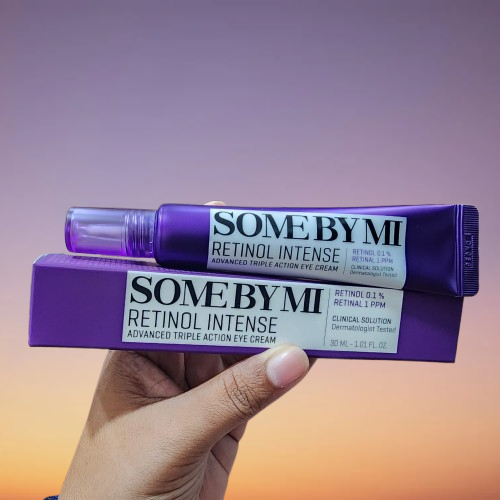 SOME BY MI
RETINOL INTENSE
ADVANCED TRIPLE ACTION EYE CREAM
RETINOL 0.1 %
RETINAL 1 PPM
CLINICAL SOLUTION
Dermatologist Tested
SOME BY MI
RETINOL INTENSE
ADVANCED TRIPLE ACTION EYE CREAM
RETINOL 0.1 %
RETINAL 1 PPM
CLINICAL SOLUTION
Dermatologist Tested
30 ML - 1.01 FL. OZ.